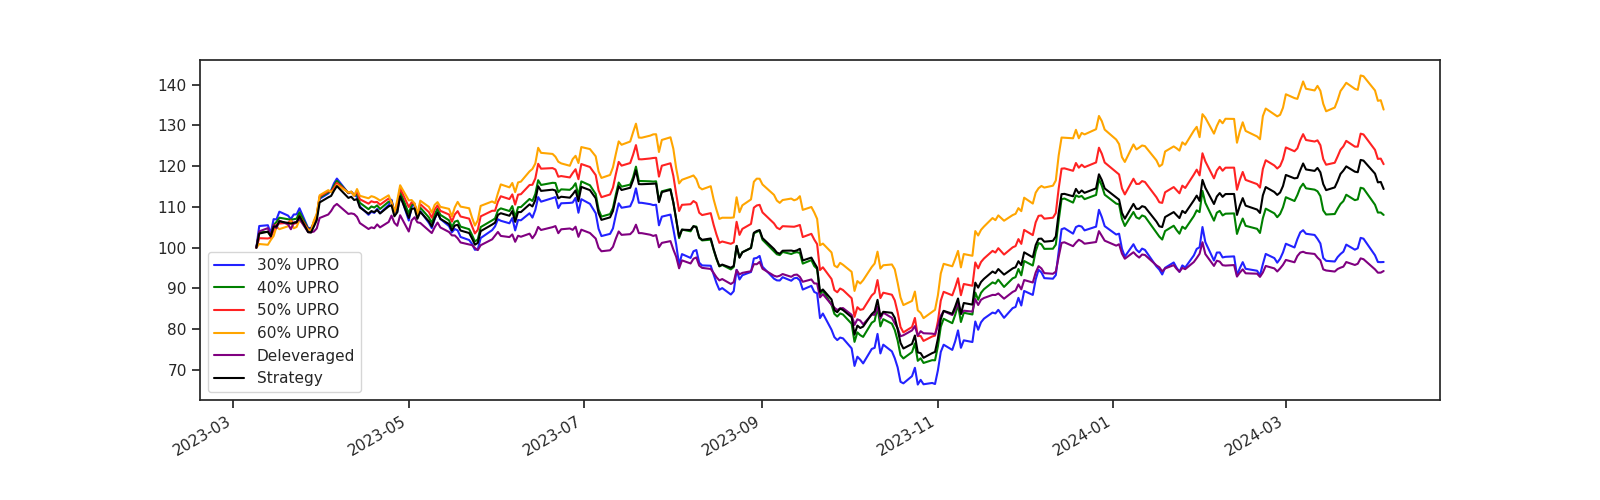 140
130
120
110
100
90
80
70
30% UPRO
40% UPRO
50% UPRO
60% UPRO
Deleveraged
Strategy
2023-03
2023-05
2023-07
2023-09
2023-11
2024-01
2024-03